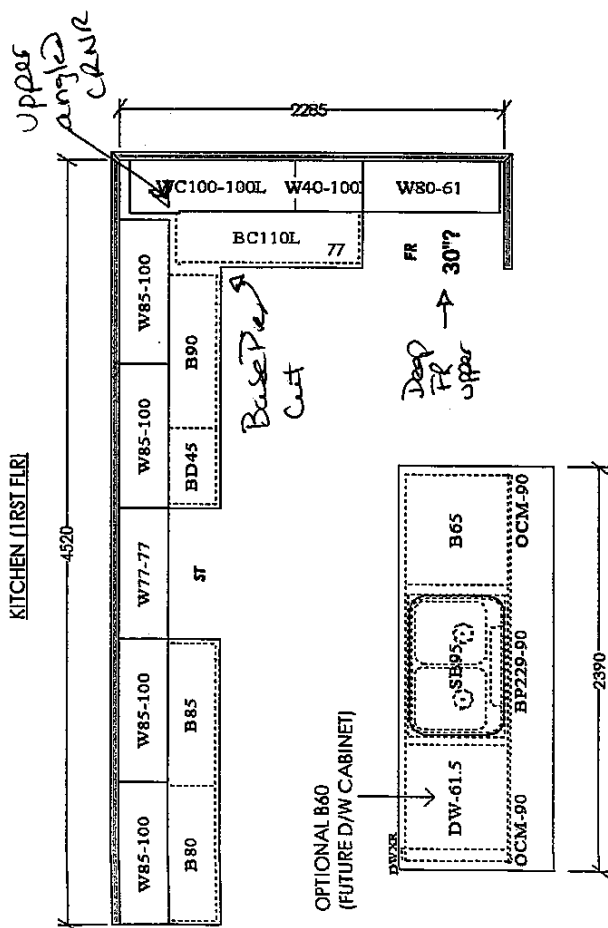 KITCHEN (1RST FLR)
4520
2285
upper
angled
CRNR
W85-100
W85-100
W77-77
W85-100
W85-100
WC100-100L
W40-100
W80-61
B80
B85
ST
BD45
B90
BC110L
77
FR
30"?
Base Pie
Cut
Deep
FR
upper
OPTIONAL B60
(FUTURE D/W CABINET)
DWXR
DW-61.5
SB95
B65
OCM-90
BP229-90
OCM-90
2390